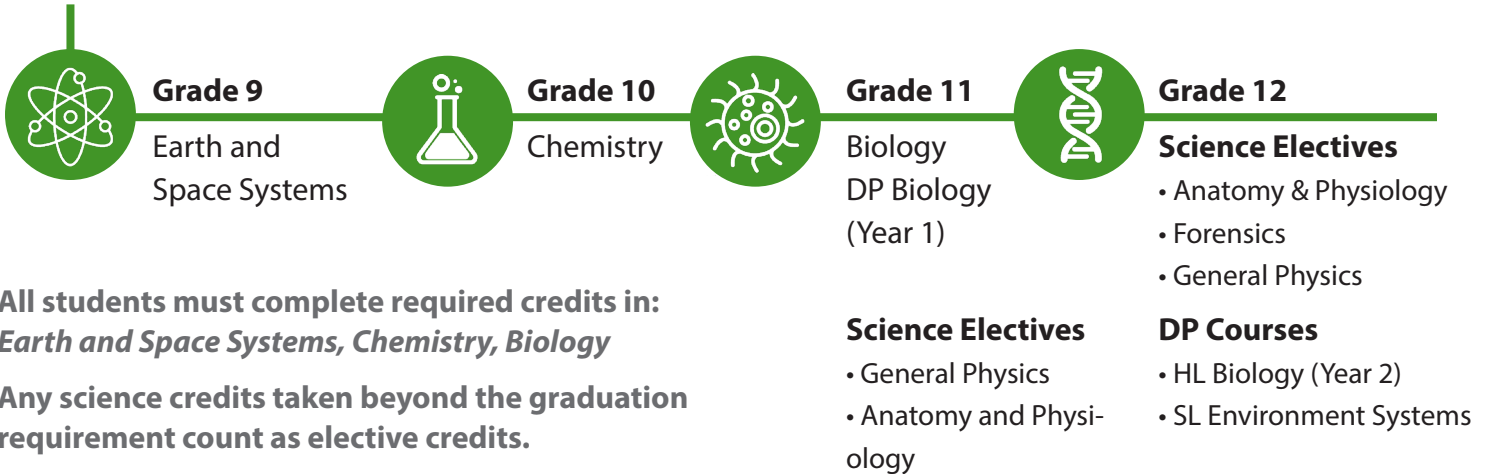 Grade 9
Earth and
Space Systems
Grade 10
Chemistry
Grade 11
Biology
DP Biology
(Year 1)
Science Electives
• General Physics
• Anatomy and Physi-
ology
Grade 12
Science Electives
• Anatomy & Physiology
• Forensics
• General Physics
DP Courses
• HL Biology (Year 2)
• SL Environment Systems
All students must complete required credits in:
Earth and Space Systems, Chemistry, Biology
Any science credits taken beyond the graduation
requirement count as elective credits.